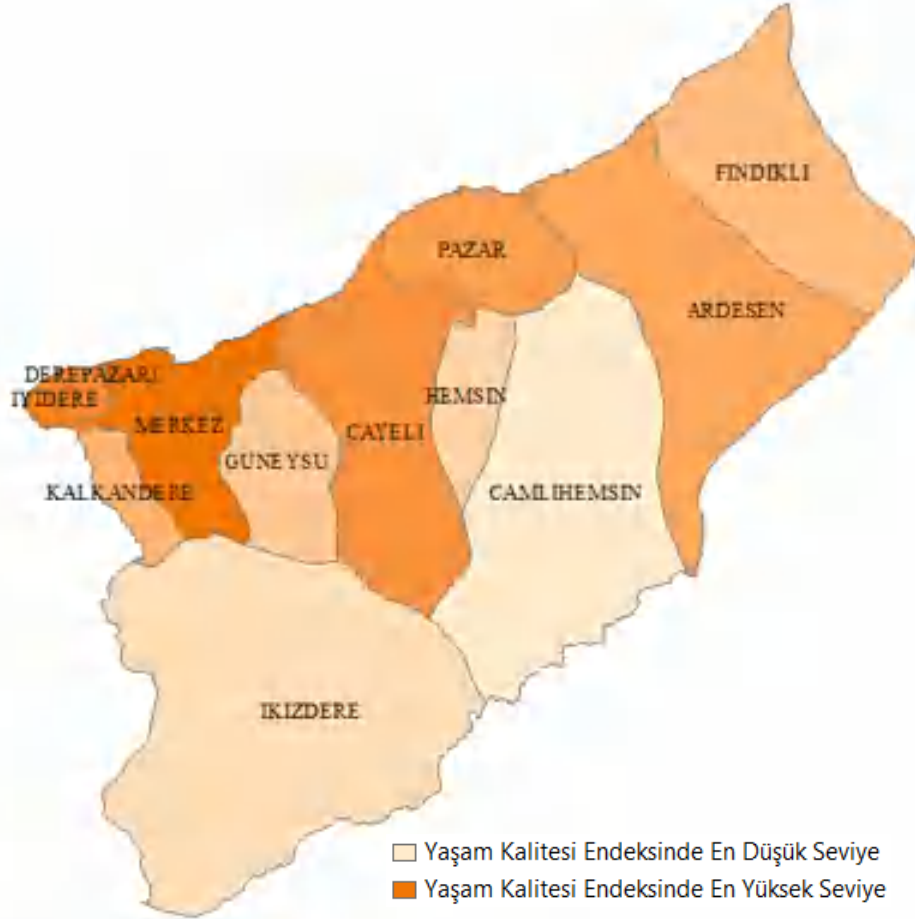 FINDIKLI
PAZAR
ARDESEN
DEREPAZARI
IYIDERE
HEMSIN
MERKEZ
CAYELI
GUNEYSU
KALKANDERE
CAMLIHEMSIN
IKIZDERE
Yaşam Kalitesi Endeksinde En Düşük Seviye
Yaşam Kalitesi Endeksinde En Yüksek Seviye